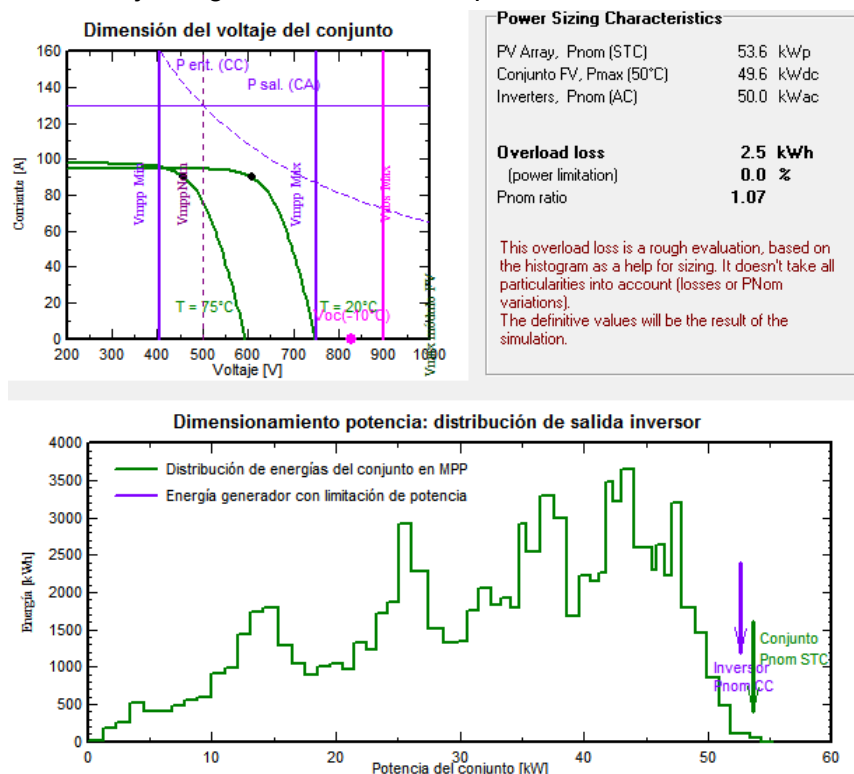 Dimensión del voltaje del conjunto
160
140
120
100
80
60
40
20
0
Corriente [A]
P ent. (CC)
P sal. (CA)
Vmpp Min
VmppNom
Vmpp Max
Vabs Max
T = 75°C
T = 20°C
Voc(-10°C)
Vmax módulo FV
200 300 400 500 600 700 800 900 1000
Voltaje [V]
Power Sizing Characteristics
PV Array, Pnom (STC) 53.6 kWp
Conjunto FV, Pmax (50°C) 49.6 kWdc
Inverters, Pnom (AC) 50.0 kWac
Overload loss 2.5 kWh
(power limitation) 0.0 %
Pnom ratio 1.07
This overload loss is a rough evaluation, based on
the histogram as a help for sizing. It doesn't take all
particularities into account (losses or PNom
variations).
The definitive values will be the result of the
simulation.
Dimensionamiento potencia: distribución de salida inversor
4000
3500
3000
2500
2000
1500
1000
500
0
Energía [kWh]
Distribución de energías del conjunto en MPP
Energía generador con limitación de potencia
Conjunto
Pnom STC
Inversor
Pnom CC
0 10 20 30 40 50 60
Potencia del conjunto [kW]